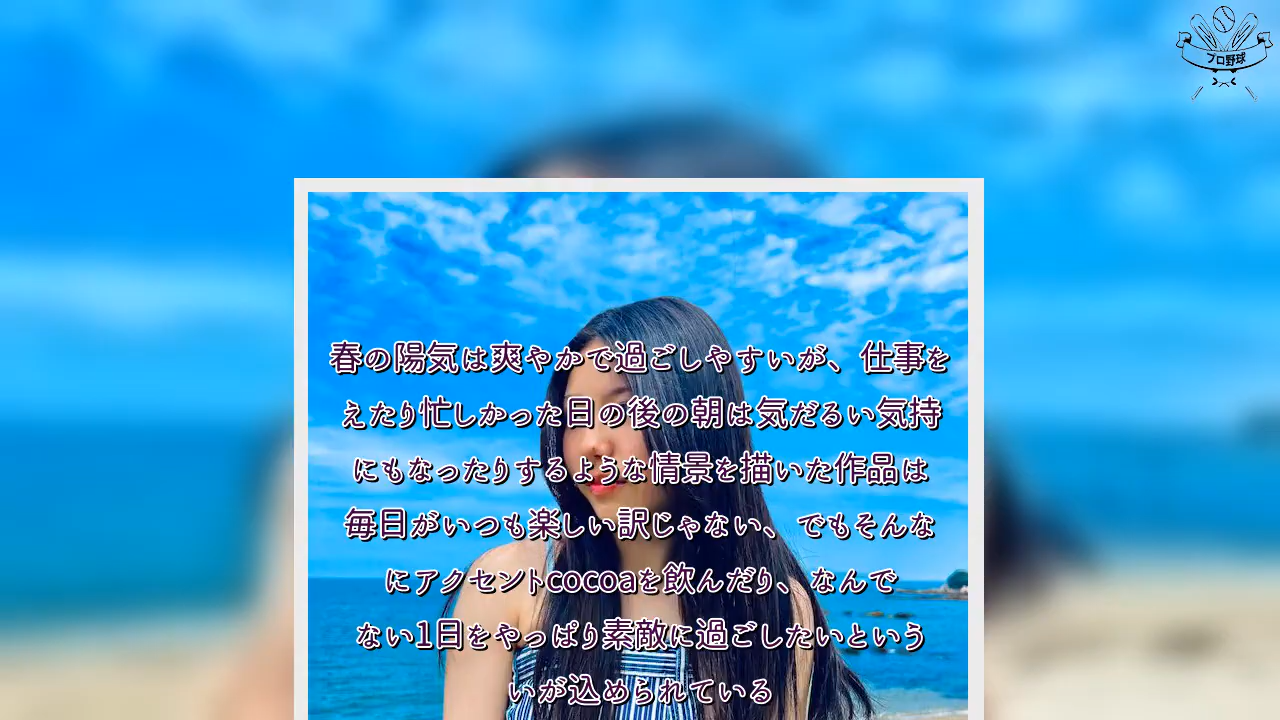 プロ野球
春の陽気は爽やかで過ごしやすいが、仕事を
えたり忙しかった日の後の朝は気だるい気持
にもなったりするような情景を描いた作品は
毎日がいつも楽しい訳じゃない、でもそんな
にアクセントcocoaを飲んだり、なんで
ない1日をやっぱり素敵に過ごしたいという
いが込められている